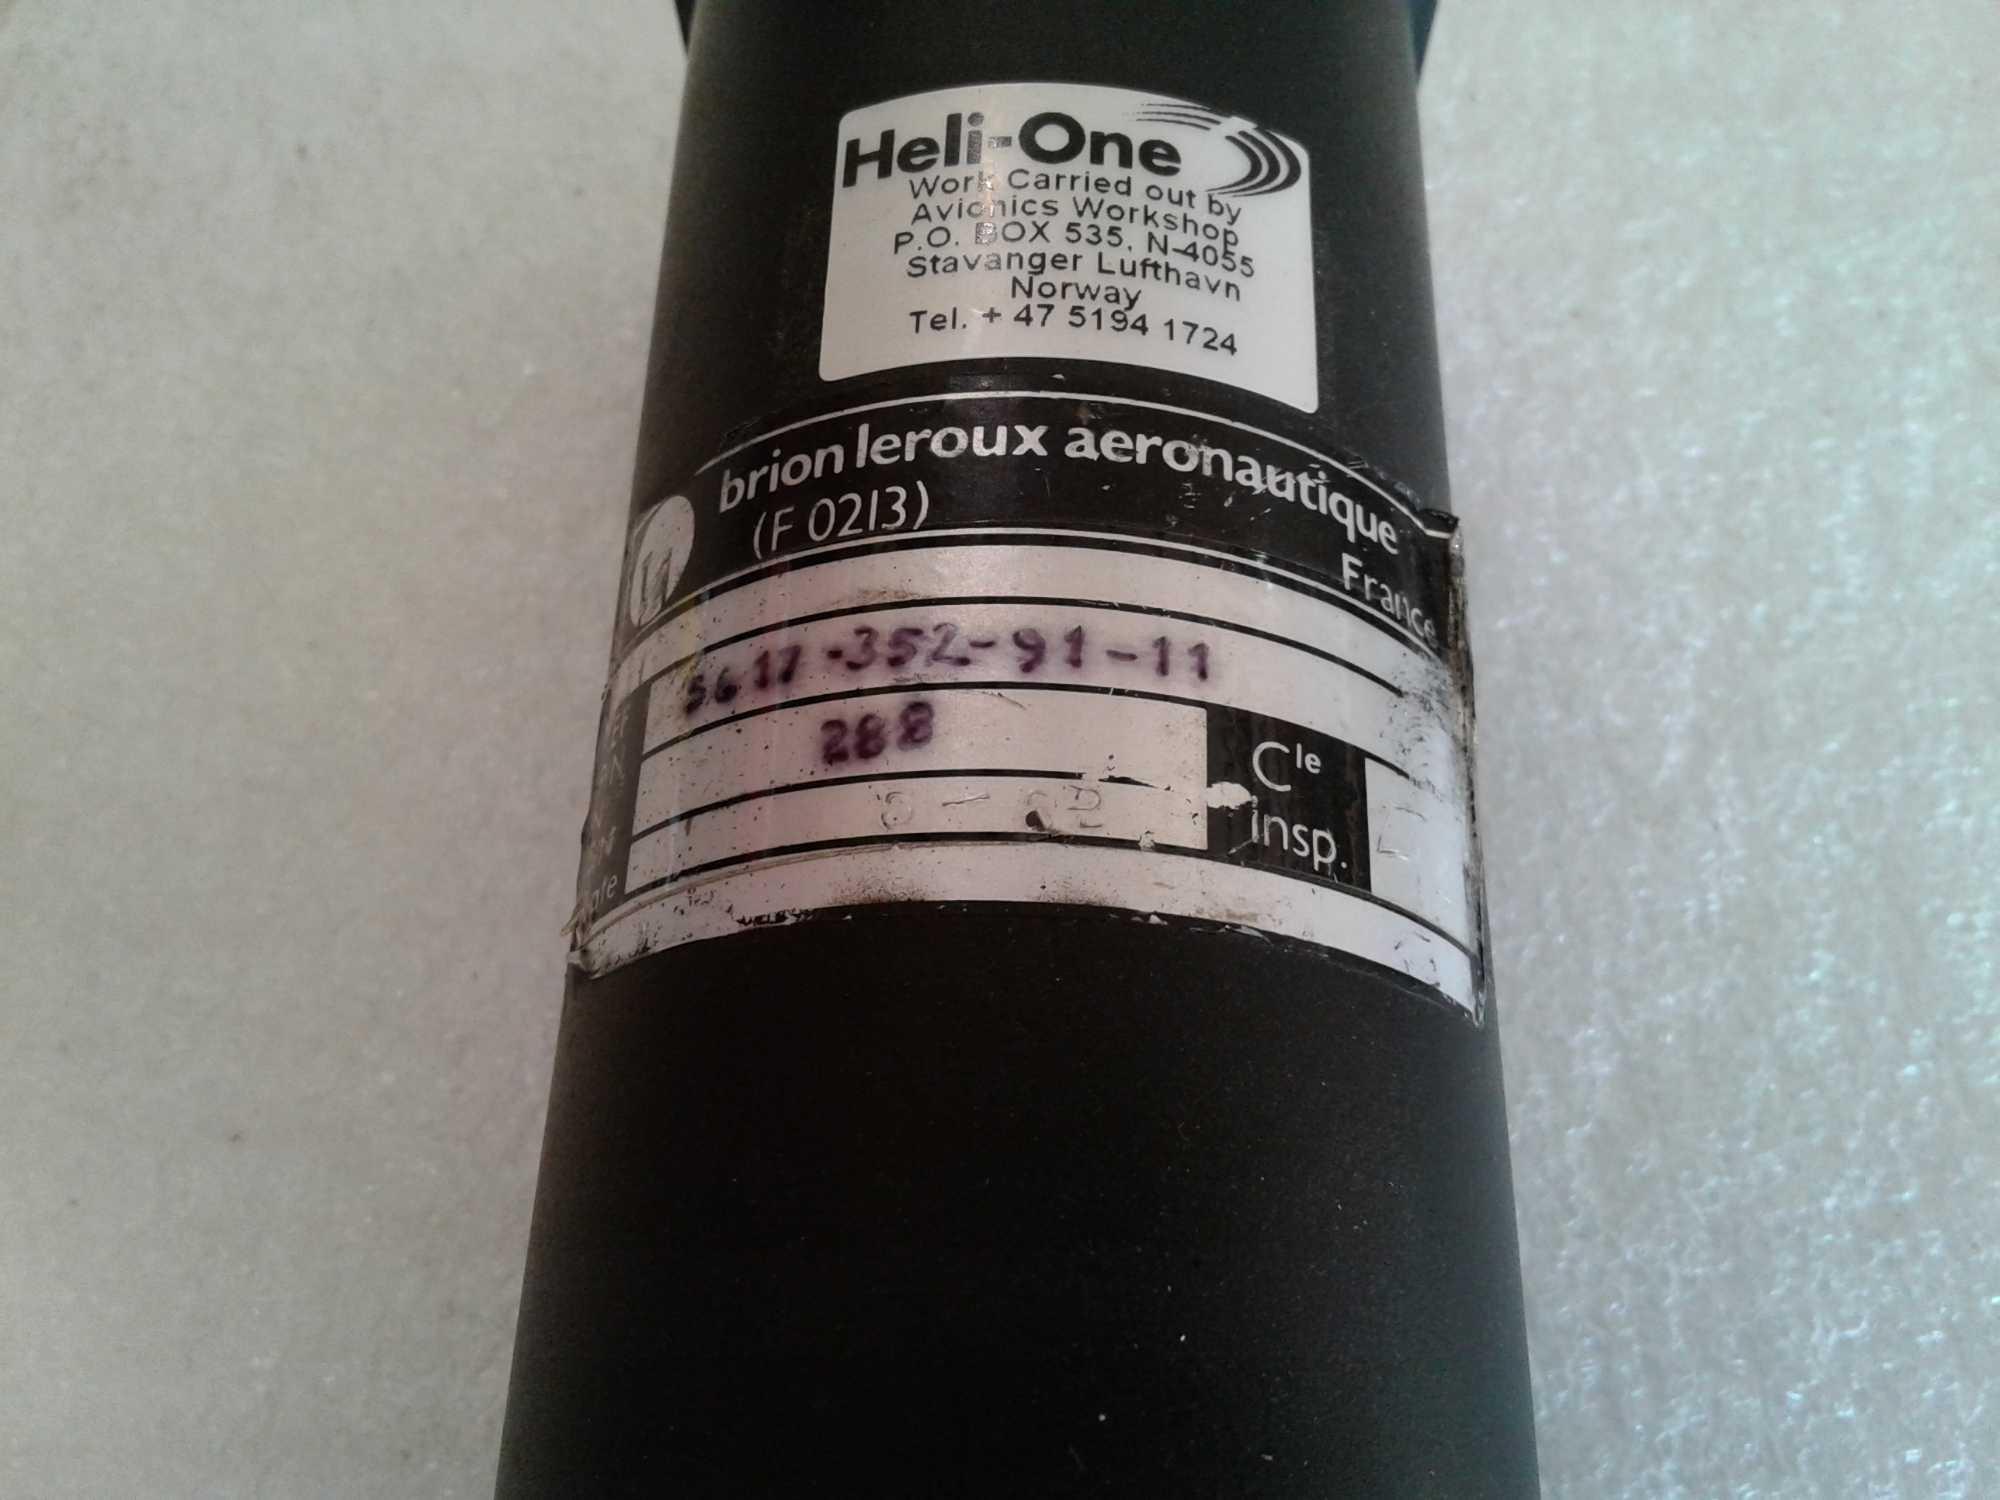 Heli-One
Work Carried out by
Avionics Workshop
P.O. BOX 535, N-4055
Stavanger Lufthavn
Norway
Tel. + 47 5194 1724
brion leroux aeronautique
(F 0213)
France
5617-352-91-11
288
Cle
insp.